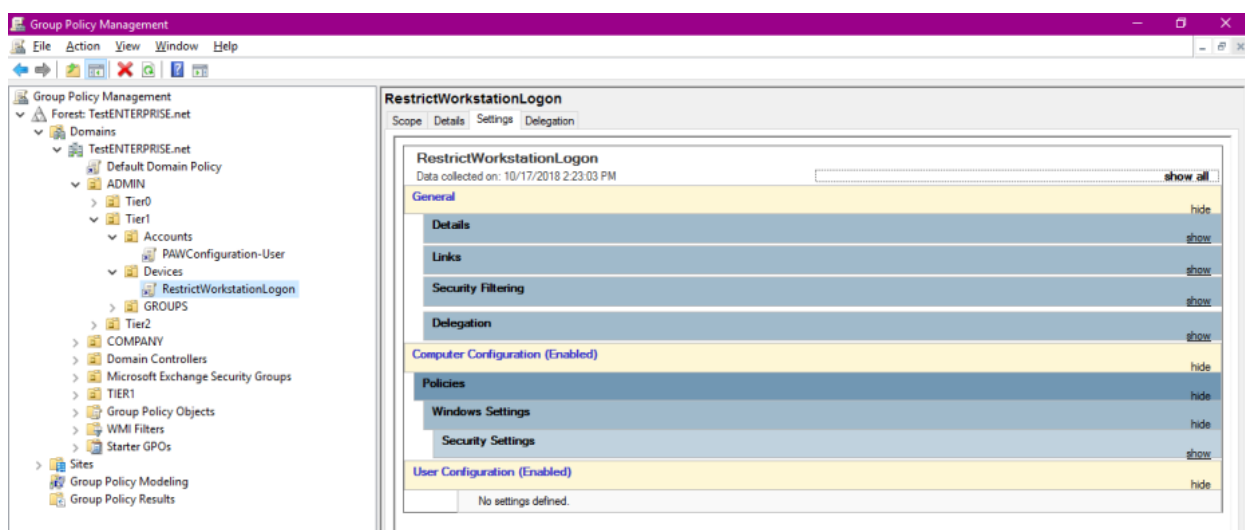 Group Policy Management
File Action View Window Help
Group Policy Management
Forest: TestENTERPRISE.net
Domains
TestENTERPRISE.net
Default Domain Policy
ADMIN
Tier0
Tier1
Accounts
PAWConfiguration-User
Devices
RestrictWorkstationLogon
GROUPS
Tier2
COMPANY
Domain Controllers
Microsoft Exchange Security Groups
TIER1
Group Policy Objects
WMI Filters
Starter GPOs
Sites
Group Policy Modeling
Group Policy Results
RestrictWorkstationLogon
Scope Details Settings Delegation
RestrictWorkstationLogon
Data collected on: 10/17/2018 2:23:03 PM show all
General hide
Details show
Links show
Security Filtering show
Delegation show
Computer Configuration (Enabled) hide
Policies hide
Windows Settings hide
Security Settings show
User Configuration (Enabled) hide
No settings defined.